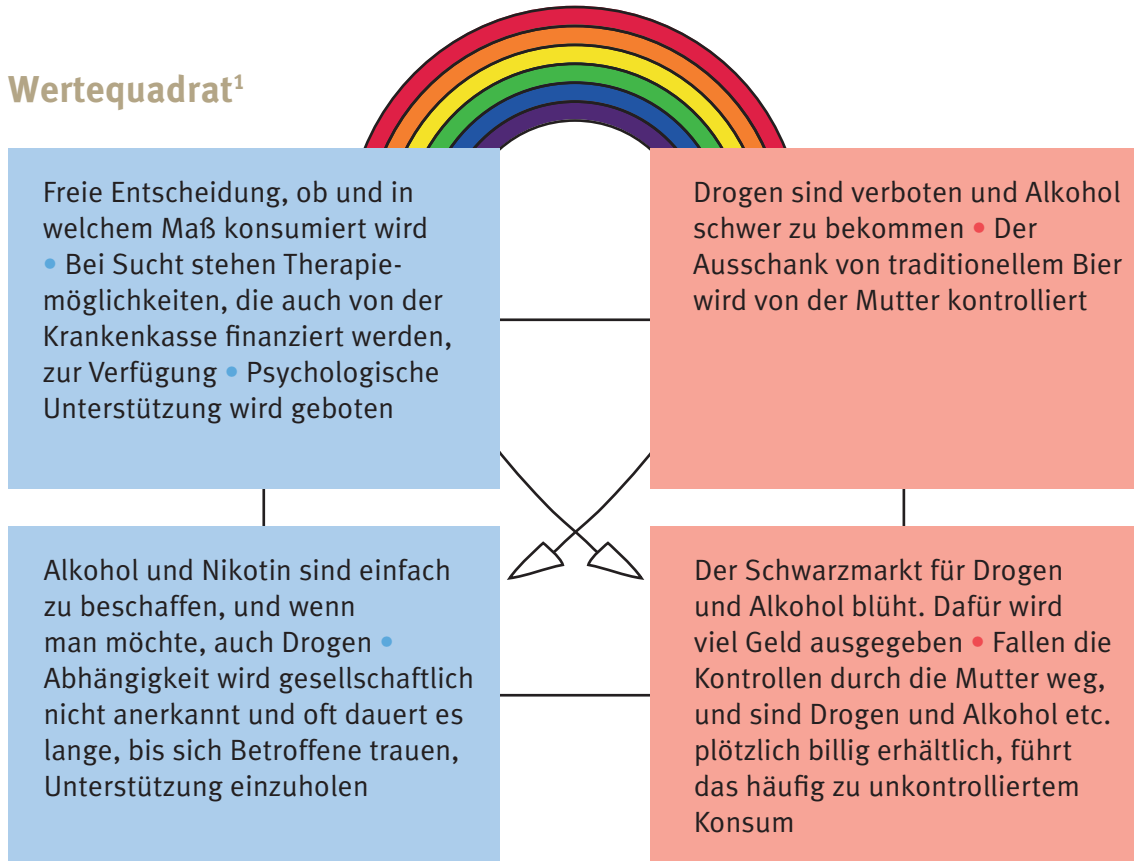 Wertequadrat¹
Freie Entscheidung, ob und in
welchem Maß konsumiert wird
• Bei Sucht stehen Therapie-
möglichkeiten, die auch von der
Krankenkasse finanziert werden,
zur Verfügung • Psychologische
Unterstützung wird geboten
Drogen sind verboten und Alkohol
schwer zu bekommen • Der
Ausschank von traditionellem Bier
wird von der Mutter kontrolliert
Alkohol und Nikotin sind einfach
zu beschaffen, und wenn
man möchte, auch Drogen •
Abhängigkeit wird gesellschaftlich
nicht anerkannt und oft dauert es
lange, bis sich Betroffene trauen,
Unterstützung einzuholen
Der Schwarzmarkt für Drogen
und Alkohol blüht. Dafür wird
viel Geld ausgegeben • Fallen die
Kontrollen durch die Mutter weg,
und sind Drogen und Alkohol etc.
plötzlich billig erhältlich, führt
das häufig zu unkontrolliertem
Konsum